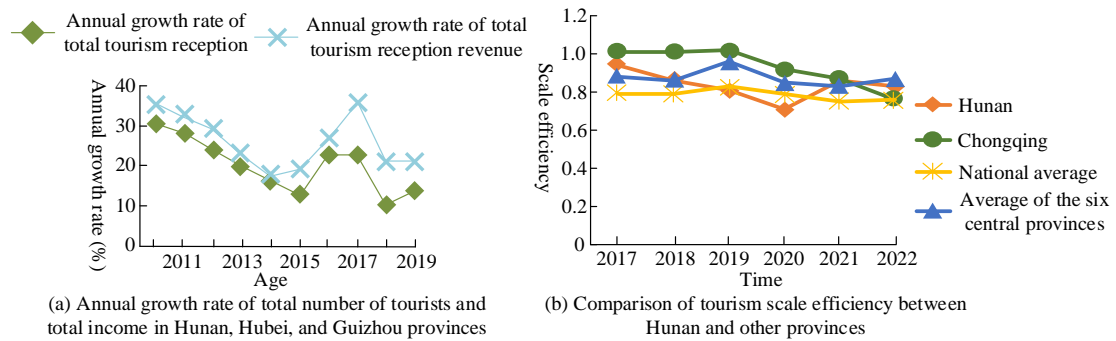 Annual growth rate of
total tourism reception
Annual growth rate of total
tourism reception revenue
Annual growth rate (%)
40
30
20
10
0
2011
2013
2015
2017
2019
Age
(a) Annual growth rate of total number of tourists and
total income in Hunan, Hubei, and Guizhou provinces
Scale efficiency
1.2
1.0
0.8
0.6
0.4
0.2
0
2017
2018
2019
2020
2021
2022
Time
Hunan
Chongqing
National average
Average of the six
central provinces
(b) Comparison of tourism scale efficiency between
Hunan and other provinces